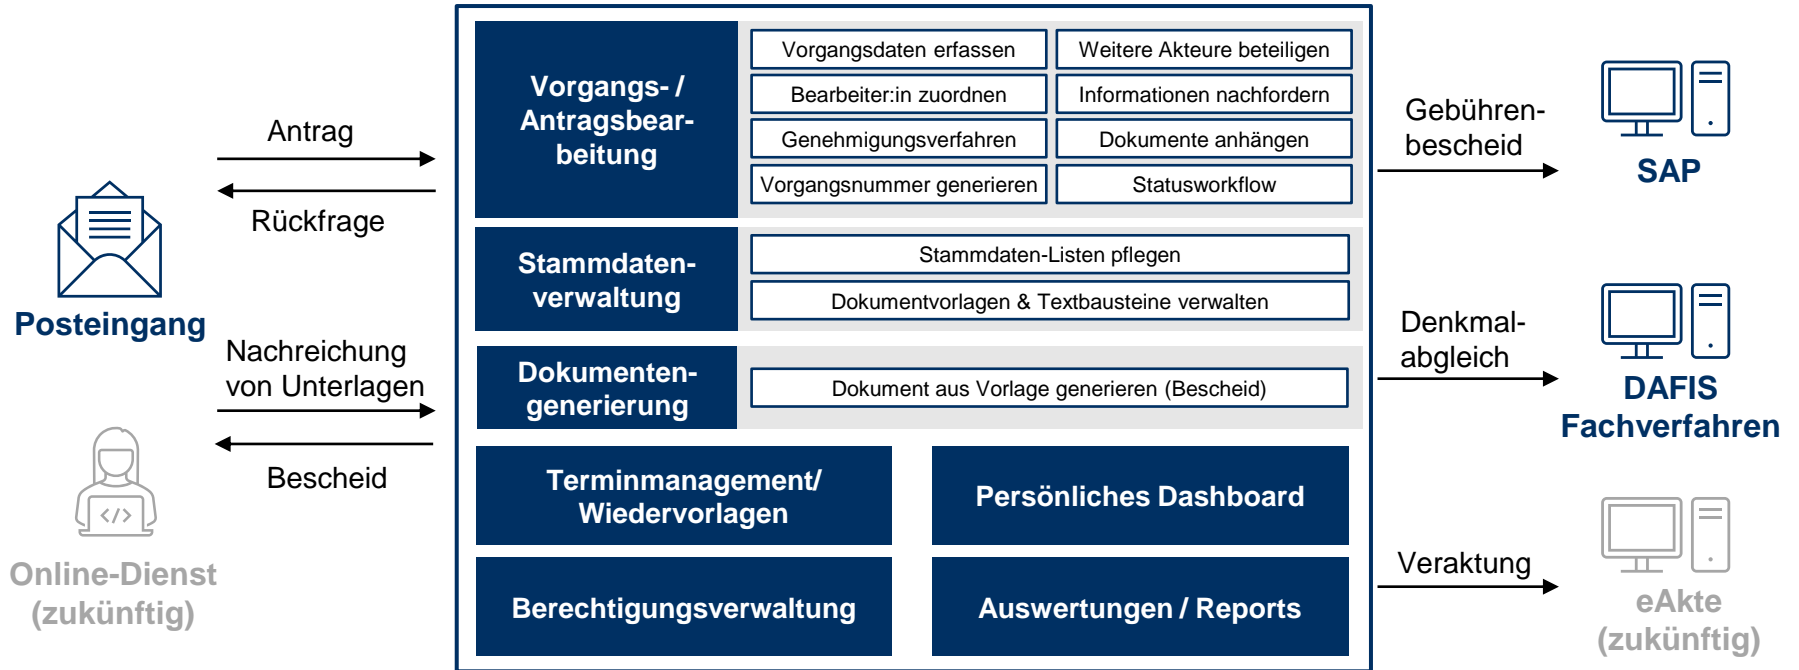 Antrag
Rückfrage
Posteingang
Nachreichung
von Unterlagen
Bescheid
</>
Online-Dienst
(zukünftig)
Vorgangs- /
Antragsbear-
beitung
Vorgangsdaten erfassen
Weitere Akteure beteiligen
Bearbeiter:in zuordnen
Informationen nachfordern
Genehmigungsverfahren
Dokumente anhängen
Vorgangsnummer generieren
Statusworkflow
Stammdaten-
verwaltung
Stammdaten-Listen pflegen
Dokumentvorlagen & Textbausteine verwalten
Dokumenten-
generierung
Dokument aus Vorlage generieren (Bescheid)
Terminmanagement/
Wiedervorlagen
Persönliches Dashboard
Berechtigungsverwaltung
Auswertungen / Reports
Gebühren-
bescheid
SAP
Denkmal-
abgleich
DAFIS
Fachverfahren
Veraktung
eAkte
(zukünftig)